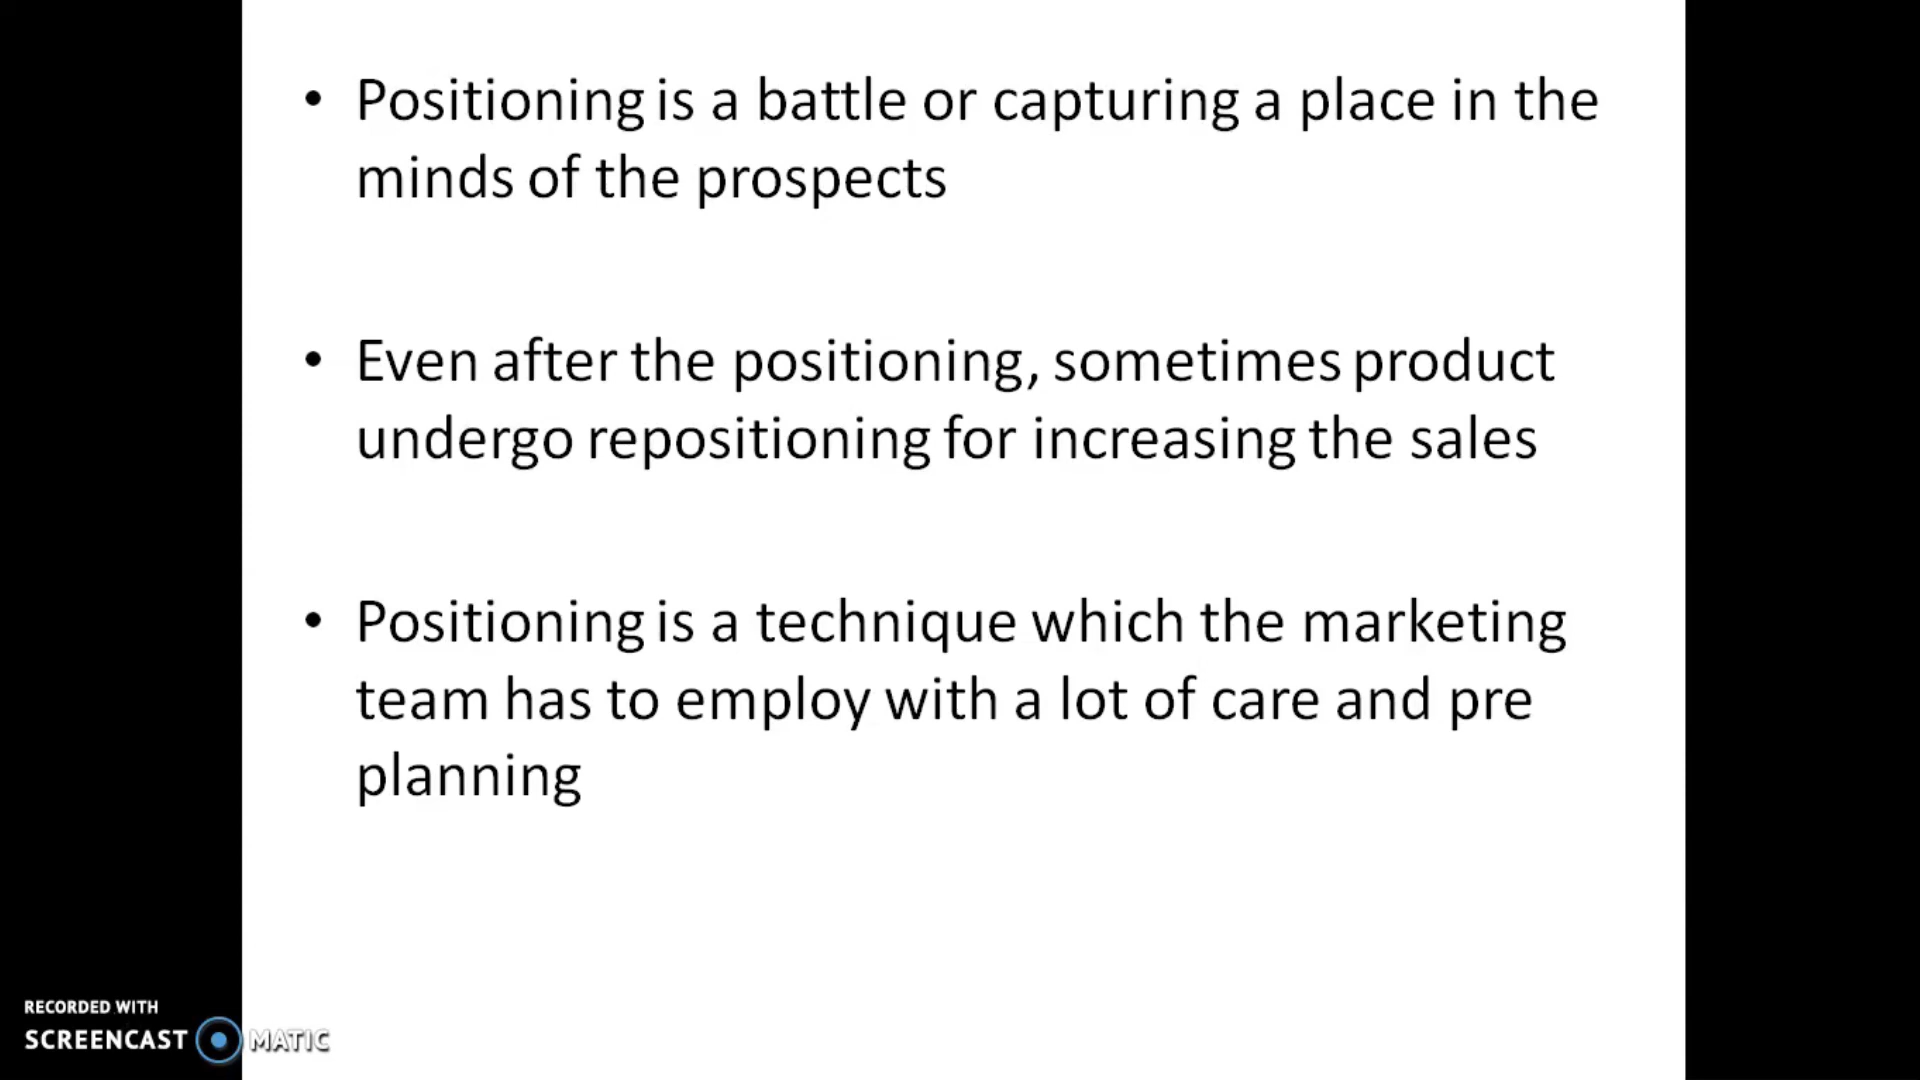 • Positioning is a battle or capturing a place in the
minds of the prospects
• Even after the positioning, sometimes product
undergo repositioning for increasing the sales
• Positioning is a technique which the marketing
team has to employ with a lot of care and pre
planning
RECORDED WITH
SCREENCAST MATIC